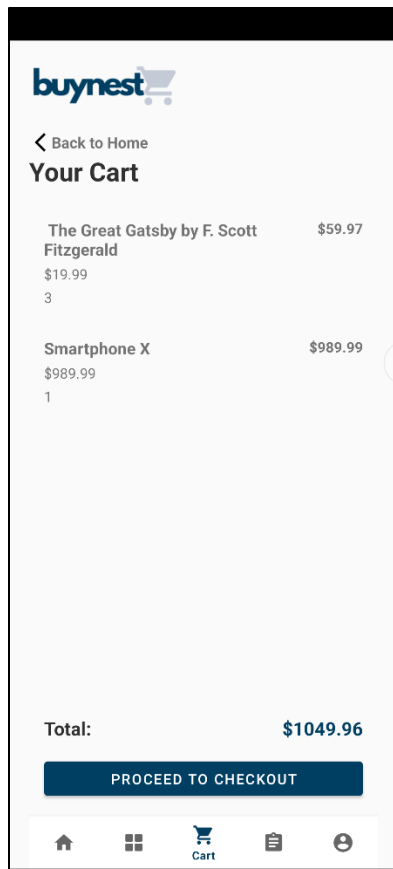 buynest
Back to Home
Your Cart
The Great Gatsby by F. Scott $59.97
Fitzgerald
$19.99
3
Smartphone X $989.99
$989.99
1
Total: $1049.96
PROCEED TO CHECKOUT
Cart